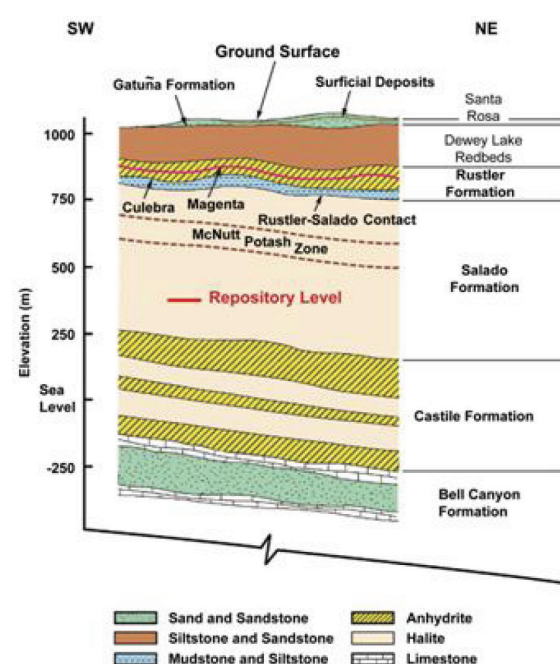 SW
NE
Ground Surface
Gatuña Formation
Surficial Deposits
Santa
Rosa
1000
Dewey Lake
Redbeds
Rustler
Formation
750
Culebra
Magenta
Rustler-Salado Contact
McNutt
Potash
Zone
500
Salado
Formation
Repository Level
Elevation (m)
250
Sea
Level
Castile Formation
-250
Bell Canyon
Formation
Sand and Sandstone
Anhydrite
Siltstone and Sandstone
Halite
Mudstone and Siltstone
Limestone